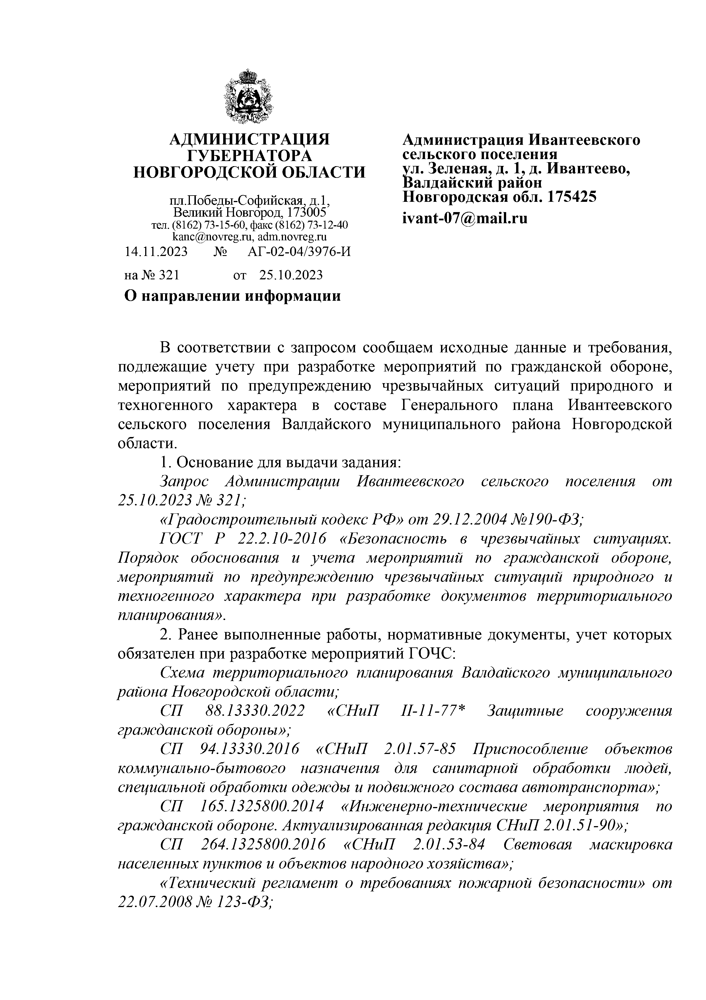 АДМИНИСТРАЦИЯ
ГУБЕРНАТОРА
НОВГОРОДСКОЙ ОБЛАСТИ
пл.Победы-Софийская, д.1,
Великий Новгород, 173005
тел. (8162) 73-15-60, факс (8162) 73-12-40
kanc@novreg.ru, adm.novreg.ru
14.11.2023 № АГ-02-04/3976-И
на № 321 от 25.10.2023
О направлении информации
Администрация Ивантеевского
сельского поселения
ул. Зеленая, д. 1, д. Ивантеево,
Валдайский район
Новгородская обл. 175425
ivant-07@mail.ru
В соответствии с запросом сообщаем исходные данные и требования,
подлежащие учету при разработке мероприятий по гражданской обороне,
мероприятий по предупреждению чрезвычайных ситуаций природного и
техногенного характера в составе Генерального плана Ивантеевского
сельского поселения Валдайского муниципального района Новгородской
области.
1. Основание для выдачи задания:
Запрос Администрации Ивантеевского сельского поселения от
25.10.2023 № 321;
«Градостроительный кодекс РФ» от 29.12.2004 №190-ФЗ;
ГОСТ Р 22.2.10-2016 «Безопасность в чрезвычайных ситуациях.
Порядок обоснования и учета мероприятий по гражданской обороне,
мероприятий по предупреждению чрезвычайных ситуаций природного и
техногенного характера при разработке документов территориального
планирования».
2. Ранее выполненные работы, нормативные документы, учет которых
обязателен при разработке мероприятий ГОЧС:
Схема территориального планирования Валдайского муниципального
района Новгородской области;
СП 88.13330.2022 «СНиП II-11-77* Защитные сооружения
гражданской обороны»;
СП 94.13330.2016 «СНиП 2.01.57-85 Приспособление объектов
коммунально-бытового назначения для санитарной обработки людей,
специальной обработки одежды и подвижного состава автотранспорта»;
СП 165.1325800.2014 «Инженерно-технические мероприятия по
гражданской обороне. Актуализированная редакция СНиП 2.01.51-90»;
СП 264.1325800.2016 «СНиП 2.01.53-84 Световая маскировка
населенных пунктов и объектов народного хозяйства»;
«Технический регламент о требованиях пожарной безопасности» от
22.07.2008 № 123-ФЗ;